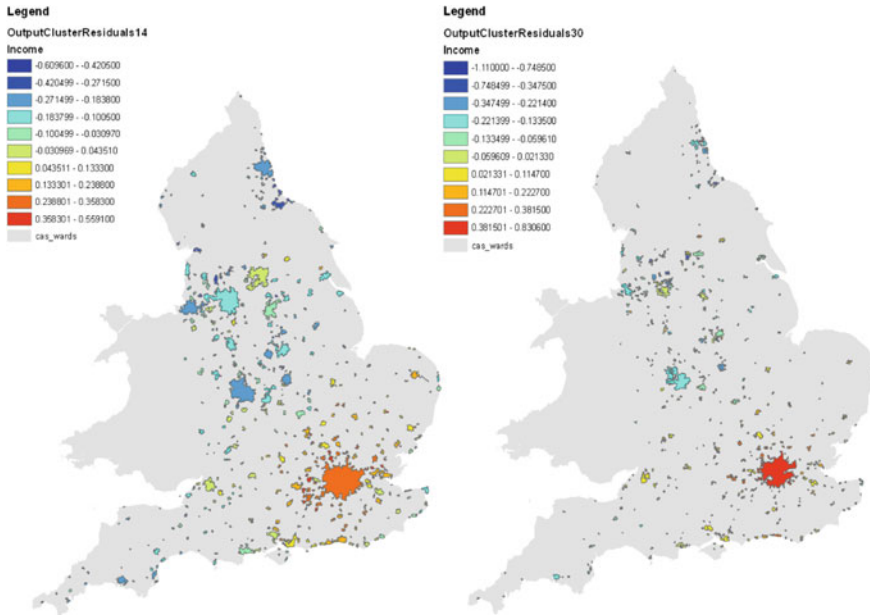 Legend
OutputClusterResiduals14
Income
-0.609600 - -0.420500
-0.420499 - -0.271500
-0.271499 - -0.183800
-0.183799 - -0.100500
-0.100499 - -0.030970
-0.030969 - 0.043510
0.043511 - 0.133300
0.133301 - 0.238800
0.238801 - 0.358300
0.358301 - 0.559100
cas_wards
Legend
OutputClusterResiduals30
Income
-1.110000 - -0.748500
-0.748499 - -0.347500
-0.347499 - -0.221400
-0.221399 - -0.133500
-0.133499 - -0.059610
-0.059609 - 0.021330
0.021331 - 0.114700
0.114701 - 0.222700
0.222701 - 0.381500
0.381501 - 0.830600
cas_wards